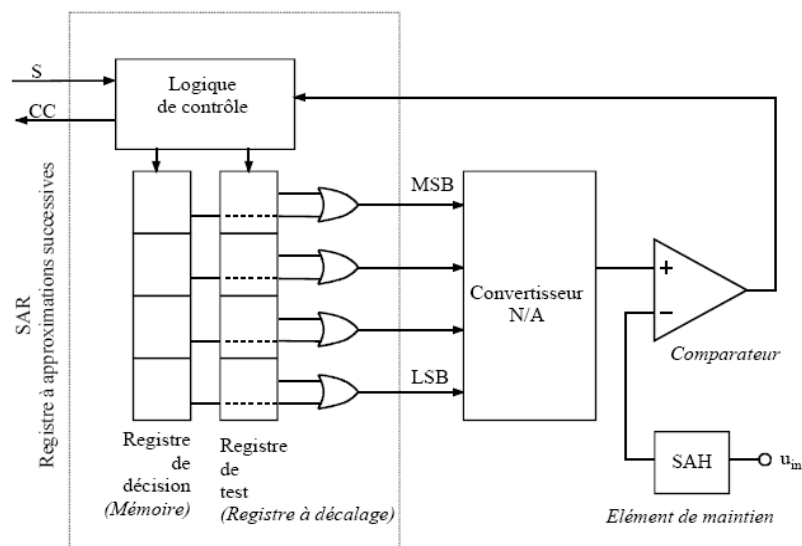 S
CC
Logique
de contrôle
SAR
Registre à approximations successives
MSB
LSB
Convertisseur
N/A
+
−
Comparateur
SAH
u_in
Elément de maintien
Registre
de
décision
(Mémoire)
Registre
de
test
(Registre à décalage)